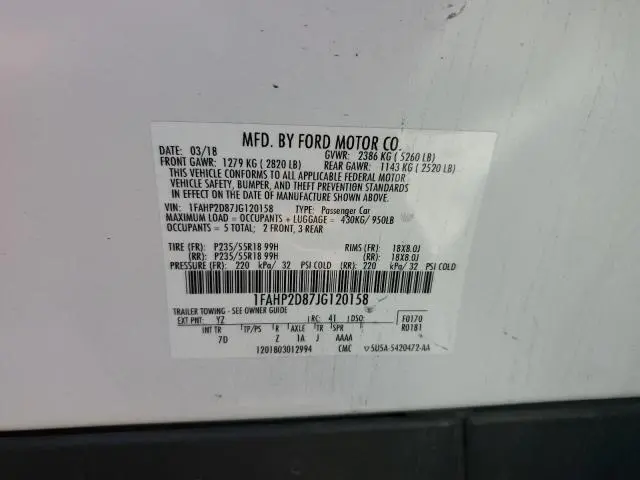 MFD. BY FORD MOTOR CO.
DATE: 03/18 GVWR: 2386 KG ( 5260 LB)
FRONT GAWR: 1279 KG ( 2820 LB) REAR GAWR: 1143 KG ( 2520 LB)
THIS VEHICLE CONFORMS TO ALL APPLICABLE FEDERAL MOTOR
VEHICLE SAFETY, BUMPER, AND THEFT PREVENTION STANDARDS
IN EFFECT ON THE DATE OF MANUFACTURE SHOWN ABOVE.
VIN: 1FAHP2D87JG120158 TYPE: Passenger Car
MAXIMUM LOAD = OCCUPANTS + LUGGAGE = 430KG/ 950LB
OCCUPANTS = 5 TOTAL; 2 FRONT, 3 REAR
TIRE (FR): P235/55R18 99H RIMS (FR): 18X8.0J
(RR): P235/55R18 99H (RR): 18X8.0J
PRESSURE (FR): 220 kPa/ 32 PSI COLD (RR): 220 kPa/ 32 PSI COLD
1FAHP2D87JG120158
TRAILER TOWING - SEE OWNER GUIDE
EXT PNT: YZ RC: 41 DSO: F0170
INT TR TP/PS R AXLE TR SPR R0181
7D Z 1A J AAAA
1201803012994 CMC 5U5A-5420472-AA